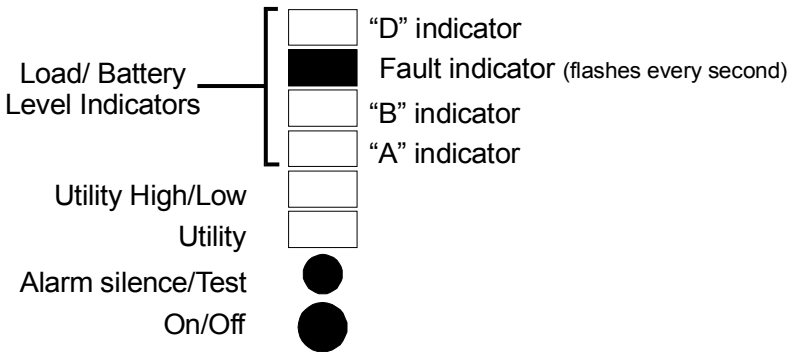 “D” indicator
Fault indicator (flashes every second)
Load/ Battery
Level Indicators
“B” indicator
“A” indicator
Utility High/Low
Utility
Alarm silence/Test
On/Off